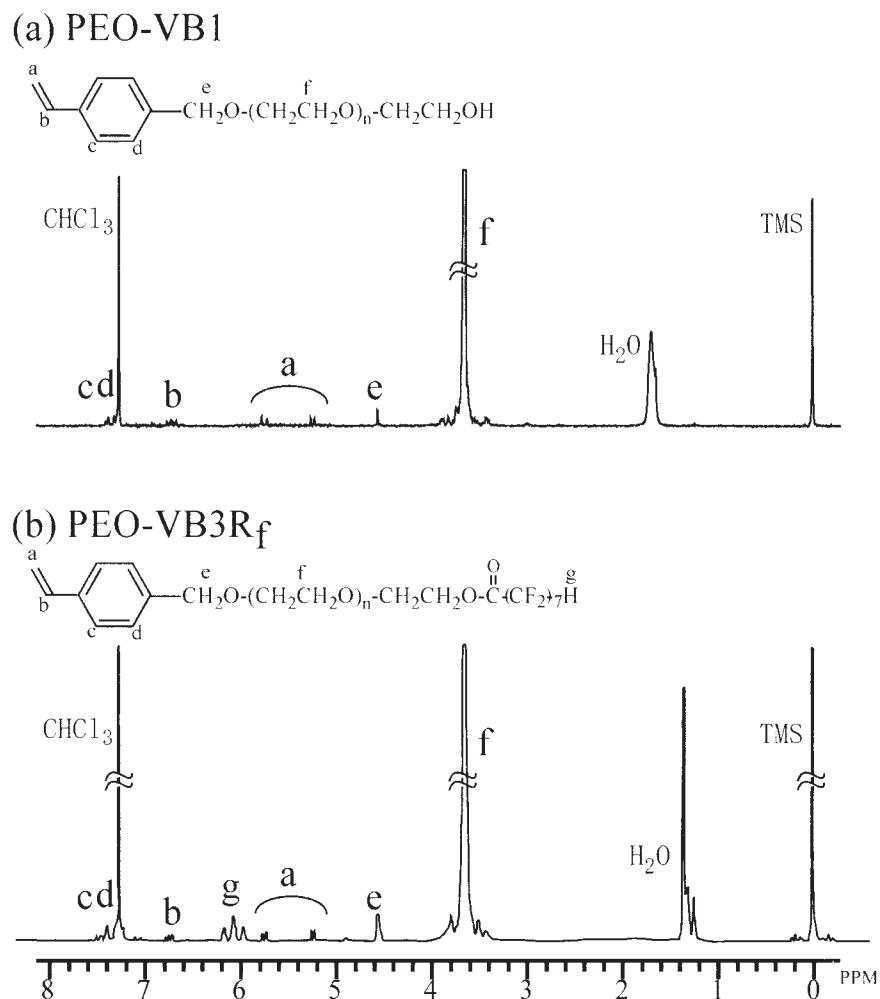 (a) PEO-VB1
a
b
c
d
e
f
CH₂O-(CH₂CH₂O)ₙ-CH₂CH₂OH
CHCl₃
f
TMS
H₂O
cd
b
a
e
(b) PEO-VB3R_f
a
b
c
d
e
f
g
O
CH₂O-(CH₂CH₂O)ₙ-CH₂CH₂O-C-(CF₂)₇H
CHCl₃
f
TMS
H₂O
cd
b
g
a
e
8 7 6 5 4 3 2 1 0 PPM